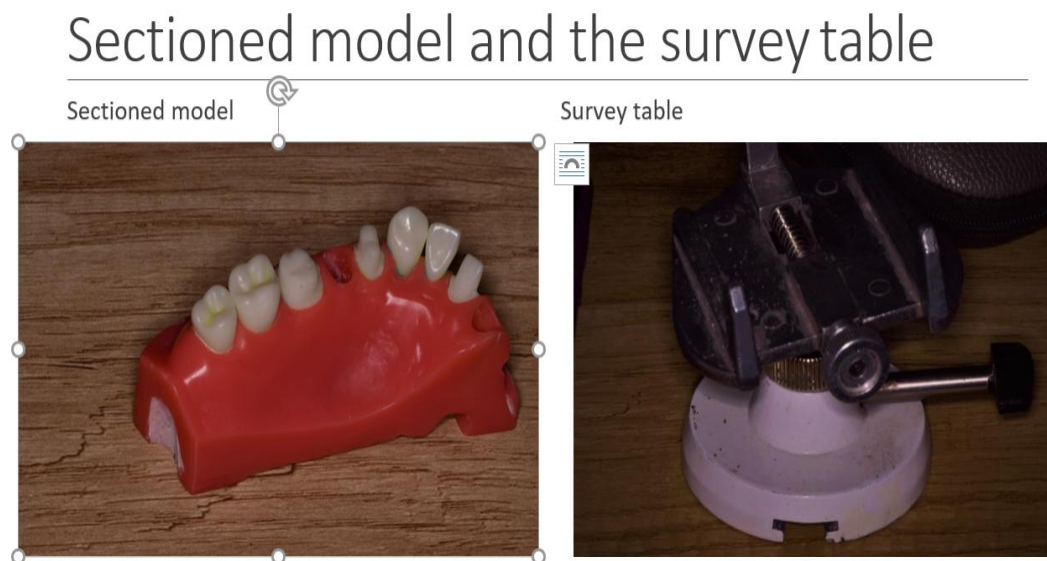 Sectioned model and the survey table
Sectioned model
Survey table